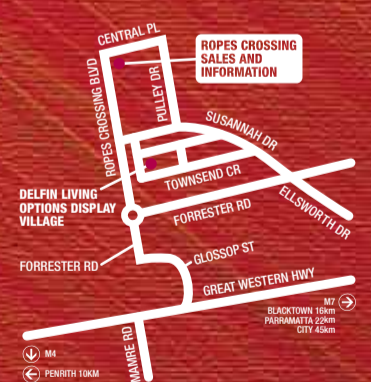 CENTRAL PL
ROPES CROSSING
SALES AND
INFORMATION
ROPES CROSSING BLVD
PULLEY DR
SUSANNAH DR
TOWNSEND CR
DELFIN LIVING
OPTIONS DISPLAY
VILLAGE
FORRESTER RD
ELLSWORTH DR
FORRESTER RD
GLOSSOP ST
GREAT WESTERN HWY
M7
BLACKTOWN 16km
PARRAMATTA 22km
CITY 45km
MAMRE RD
M4
PENRITH 10KM